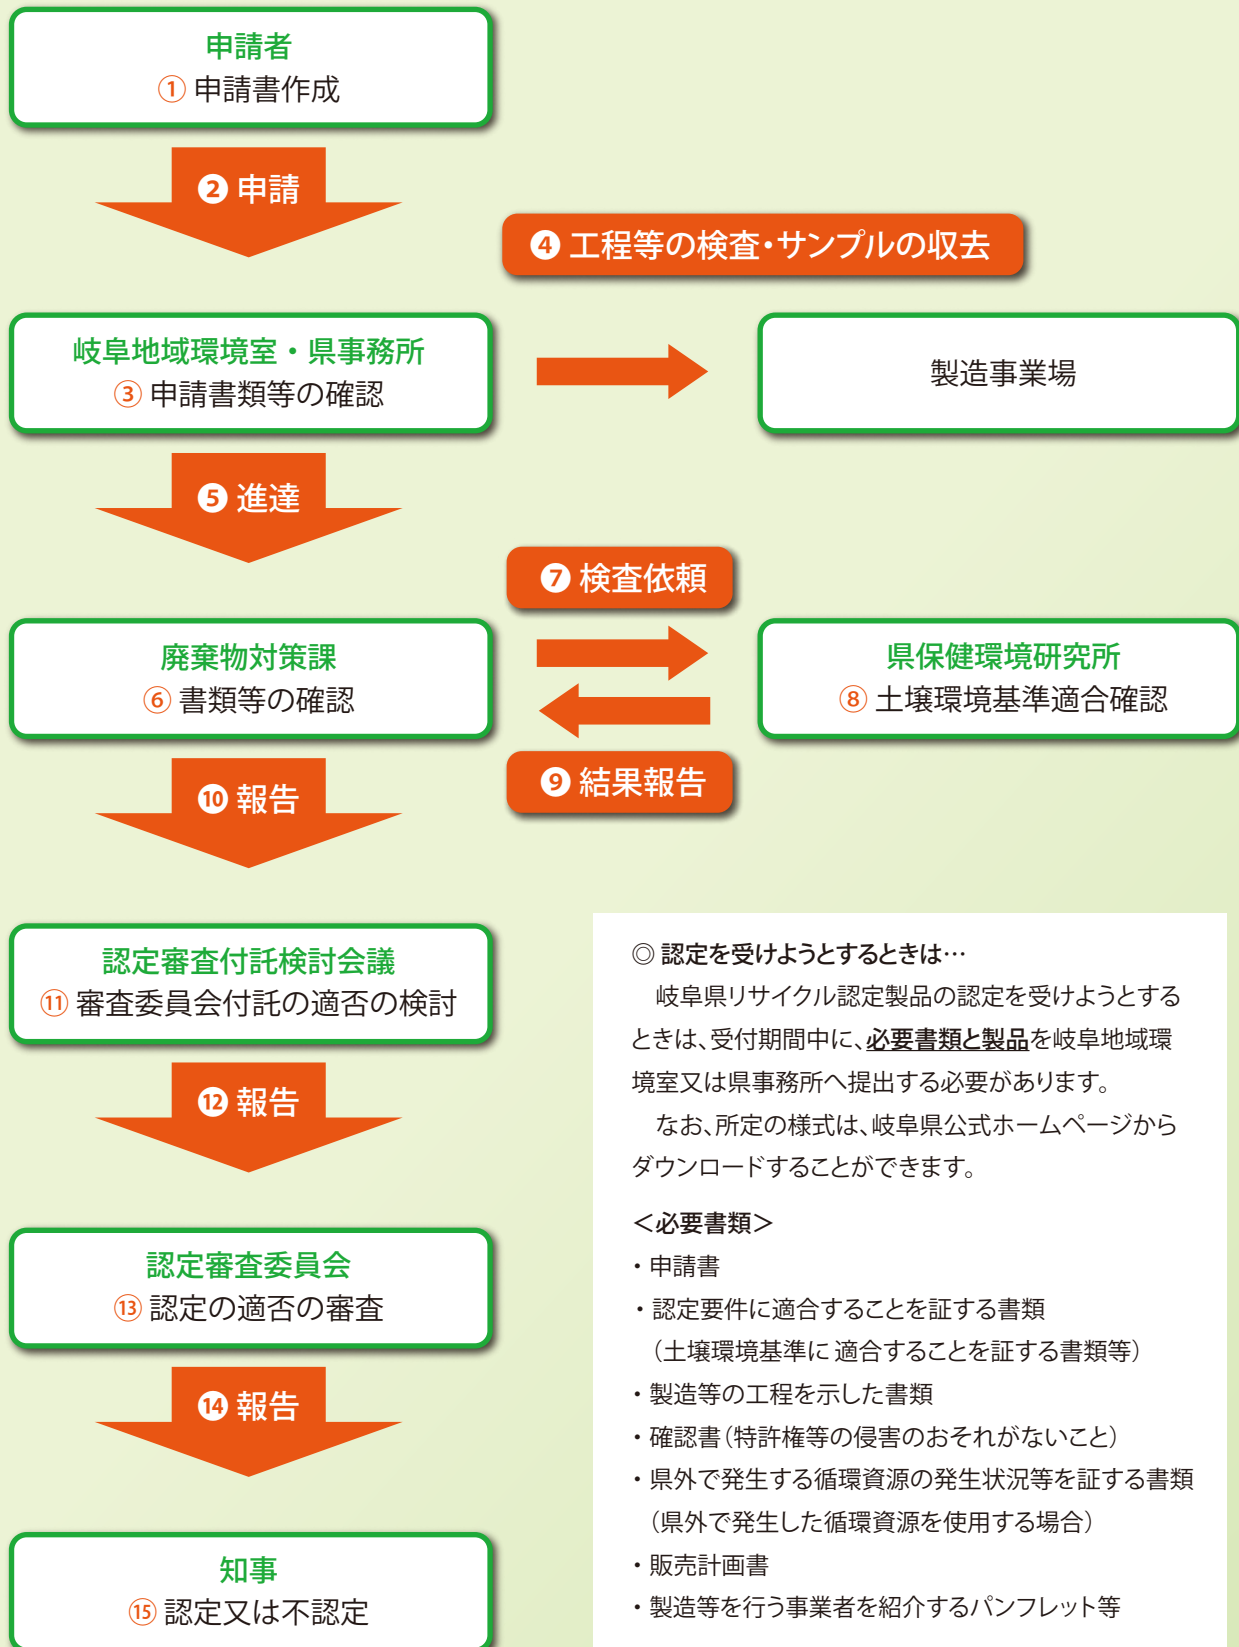 申請者
① 申請書作成
❷ 申請
❹ 工程等の検査・サンプルの収去
岐阜地域環境室・県事務所
③ 申請書類等の確認
製造事業場
❺ 進達
❼ 検査依頼
廃棄物対策課
⑥ 書類等の確認
県保健環境研究所
⑧ 土壌環境基準適合確認
❾ 結果報告
❿ 報告
認定審査付託検討会議
⑪ 審査委員会付託の適否の検討
⓬ 報告
認定審査委員会
⑬ 認定の適否の審査
⓮ 報告
知事
⑮ 認定又は不認定
◎ 認定を受けようとするときは…
岐阜県リサイクル認定製品の認定を受けようとする
ときは、受付期間中に、必要書類と製品を岐阜地域環
境室又は県事務所へ提出する必要があります。
なお、所定の様式は、岐阜県公式ホームページから
ダウンロードすることができます。
＜必要書類＞
・申請書
・認定要件に適合することを証する書類
（土壌環境基準に 適合することを証する書類等）
・製造等の工程を示した書類
・確認書（特許権等の侵害のおそれがないこと）
・県外で発生する循環資源の発生状況等を証する書類
（県外で発生した循環資源を使用する場合）
・販売計画書
・製造等を行う事業者を紹介するパンフレット等